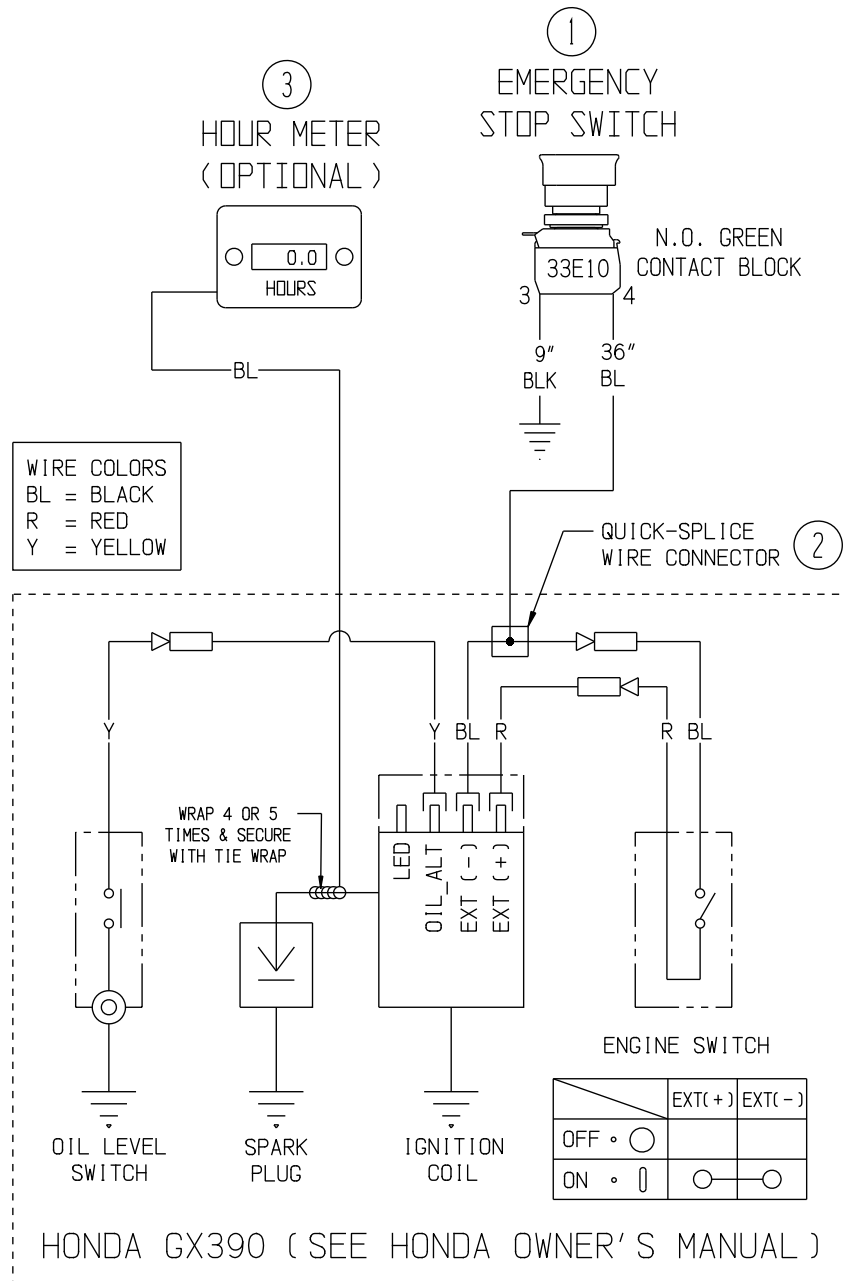 1
EMERGENCY
STOP SWITCH
3
HOUR METER
(OPTIONAL)
0.0
HOURS
N.O. GREEN
CONTACT BLOCK
33E10
3
4
9"
BLK
36"
BL
BL
WIRE COLORS
BL = BLACK
R = RED
Y = YELLOW
QUICK-SPLICE
WIRE CONNECTOR
2
Y
Y
BL
R
R
BL
WRAP 4 OR 5
TIMES & SECURE
WITH TIE WRAP
LED
OIL_ALT
EXT (-)
EXT (+)
ENGINE SWITCH
EXT(+)
EXT(-)
OFF
ON
OIL LEVEL
SWITCH
SPARK
PLUG
IGNITION
COIL
HONDA GX390 (SEE HONDA OWNER'S MANUAL)